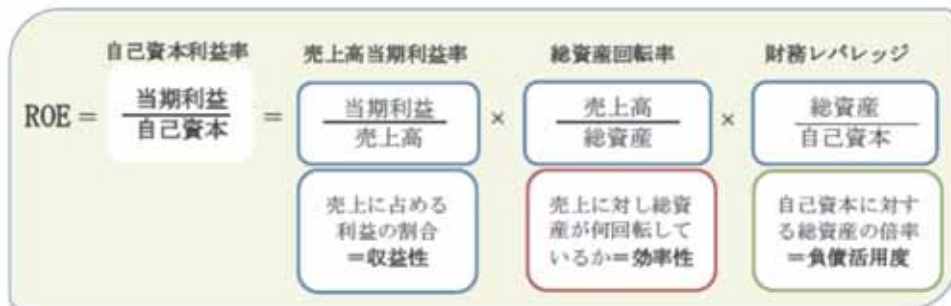 自己資本利益率 売上高当期利益率 総資産回転率 財務レバレッジ
ROE = 当期利益 = 当期利益 × 売上高 × 総資産
自己資本 売上高 総資産 自己資本
売上に占める
利益の割合
＝収益性
売上に対し総資
産が何回転して
いるか＝効率性
自己資本に対す
る総資産の倍率
＝負債活用度